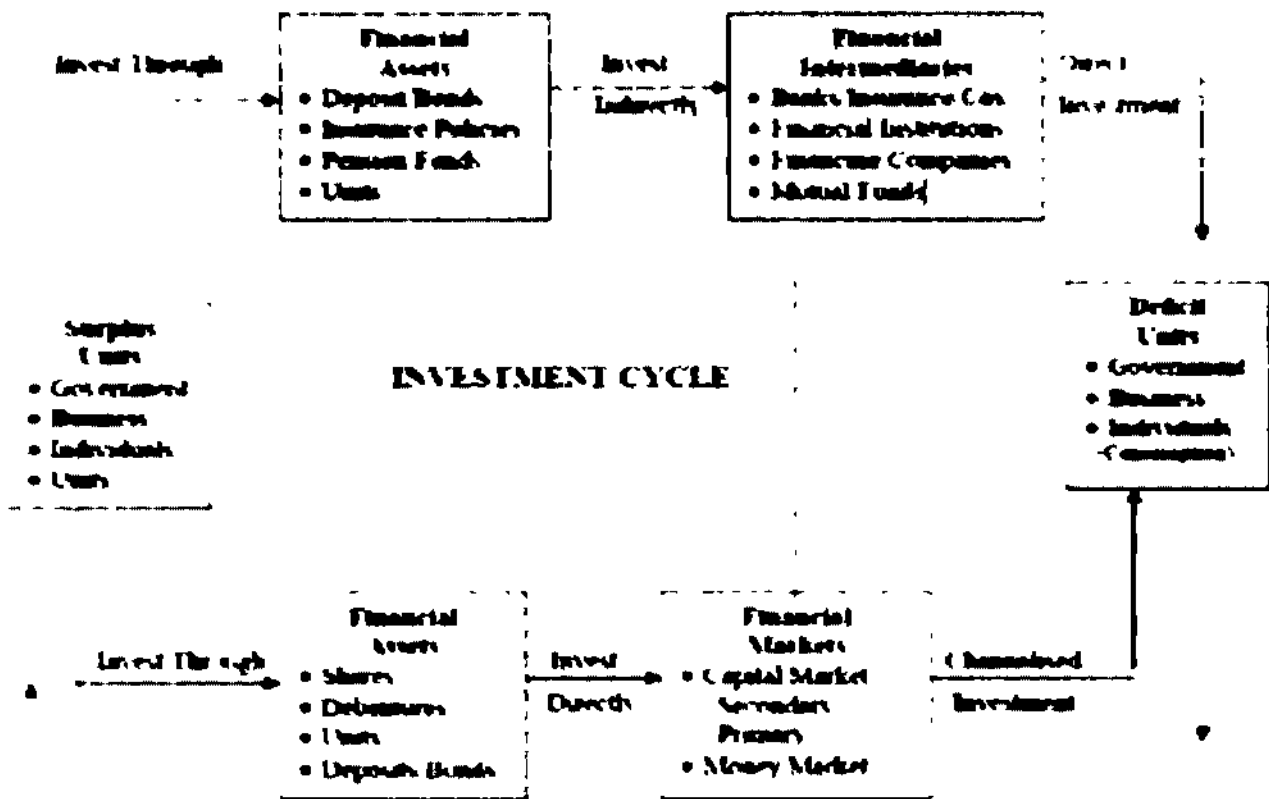 Invest Through
Financial
Assets
• Deposit Bonds
• Insurance Policies
• Pension Funds
• Units
Invest
Indirectly
Financial
Intermediaries
• Banks Insurance Cos
• Financial Institutions
• Financing Companies
• Mutual Funds
Direct
Investment
Surplus
Units
• Government
• Business
• Individuals
• Units
INVESTMENT CYCLE
Deficit
Units
• Government
• Business
• Individuals
(Consumption)
Invest Through
Financial
Assets
• Shares
• Debentures
• Units
• Deposits Bonds
Invest
Directly
Financial
Markets
• Capital Market
Secondary
Primary
• Money Market
Channelised
Investment